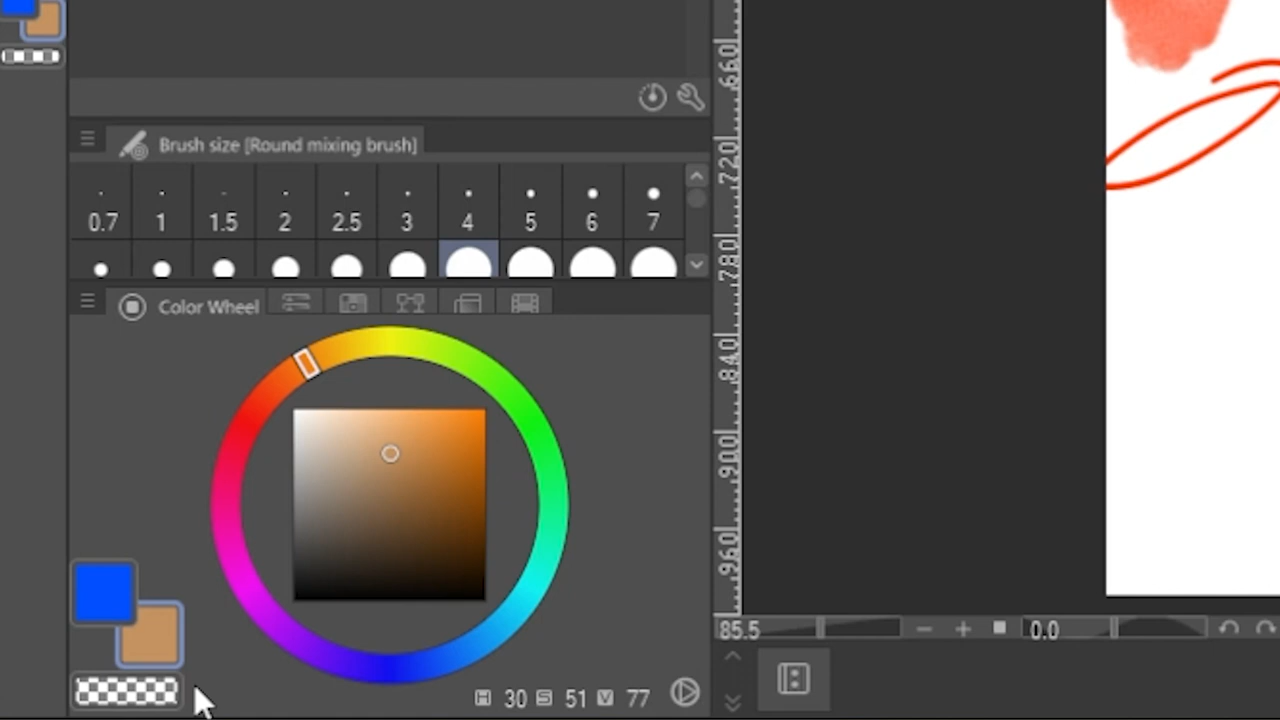 Brush size [Round mixing brush]
0.7 1 1.5 2 2.5 3 4 5 6 7
Color Wheel
H 30 S 51 V 77
660
720
780
840
900
960
85.5 0.0